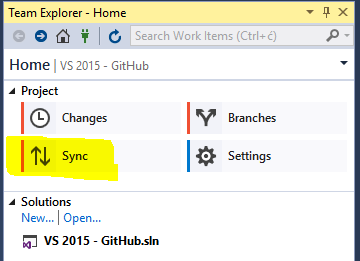 Team Explorer - Home
Search Work Items (Ctrl+ć)
Home | VS 2015 - GitHub
Project
Changes
Branches
Sync
Settings
Solutions
New... | Open...
VS 2015 - GitHub.sln